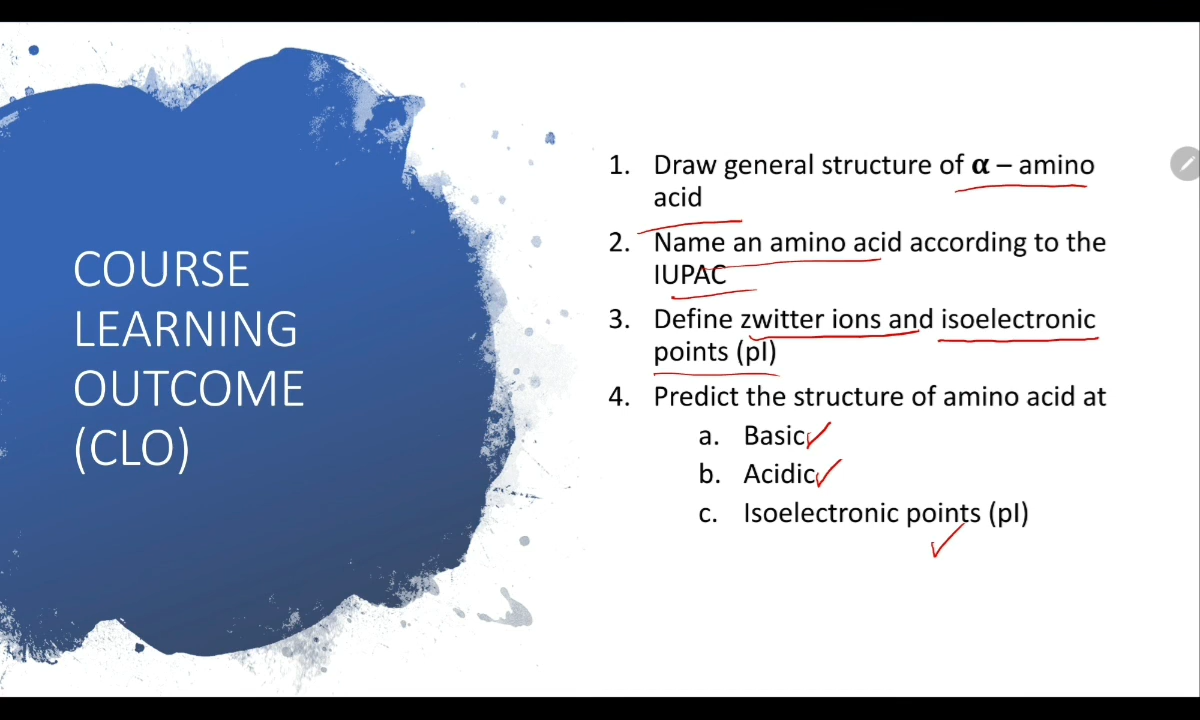 COURSE
LEARNING
OUTCOME
(CLO)
1. Draw general structure of α – amino
acid
2. Name an amino acid according to the
IUPAC
3. Define zwitter ions and isoelectronic
points (pI)
4. Predict the structure of amino acid at
a. Basic
b. Acidic
c. Isoelectronic points (pI)